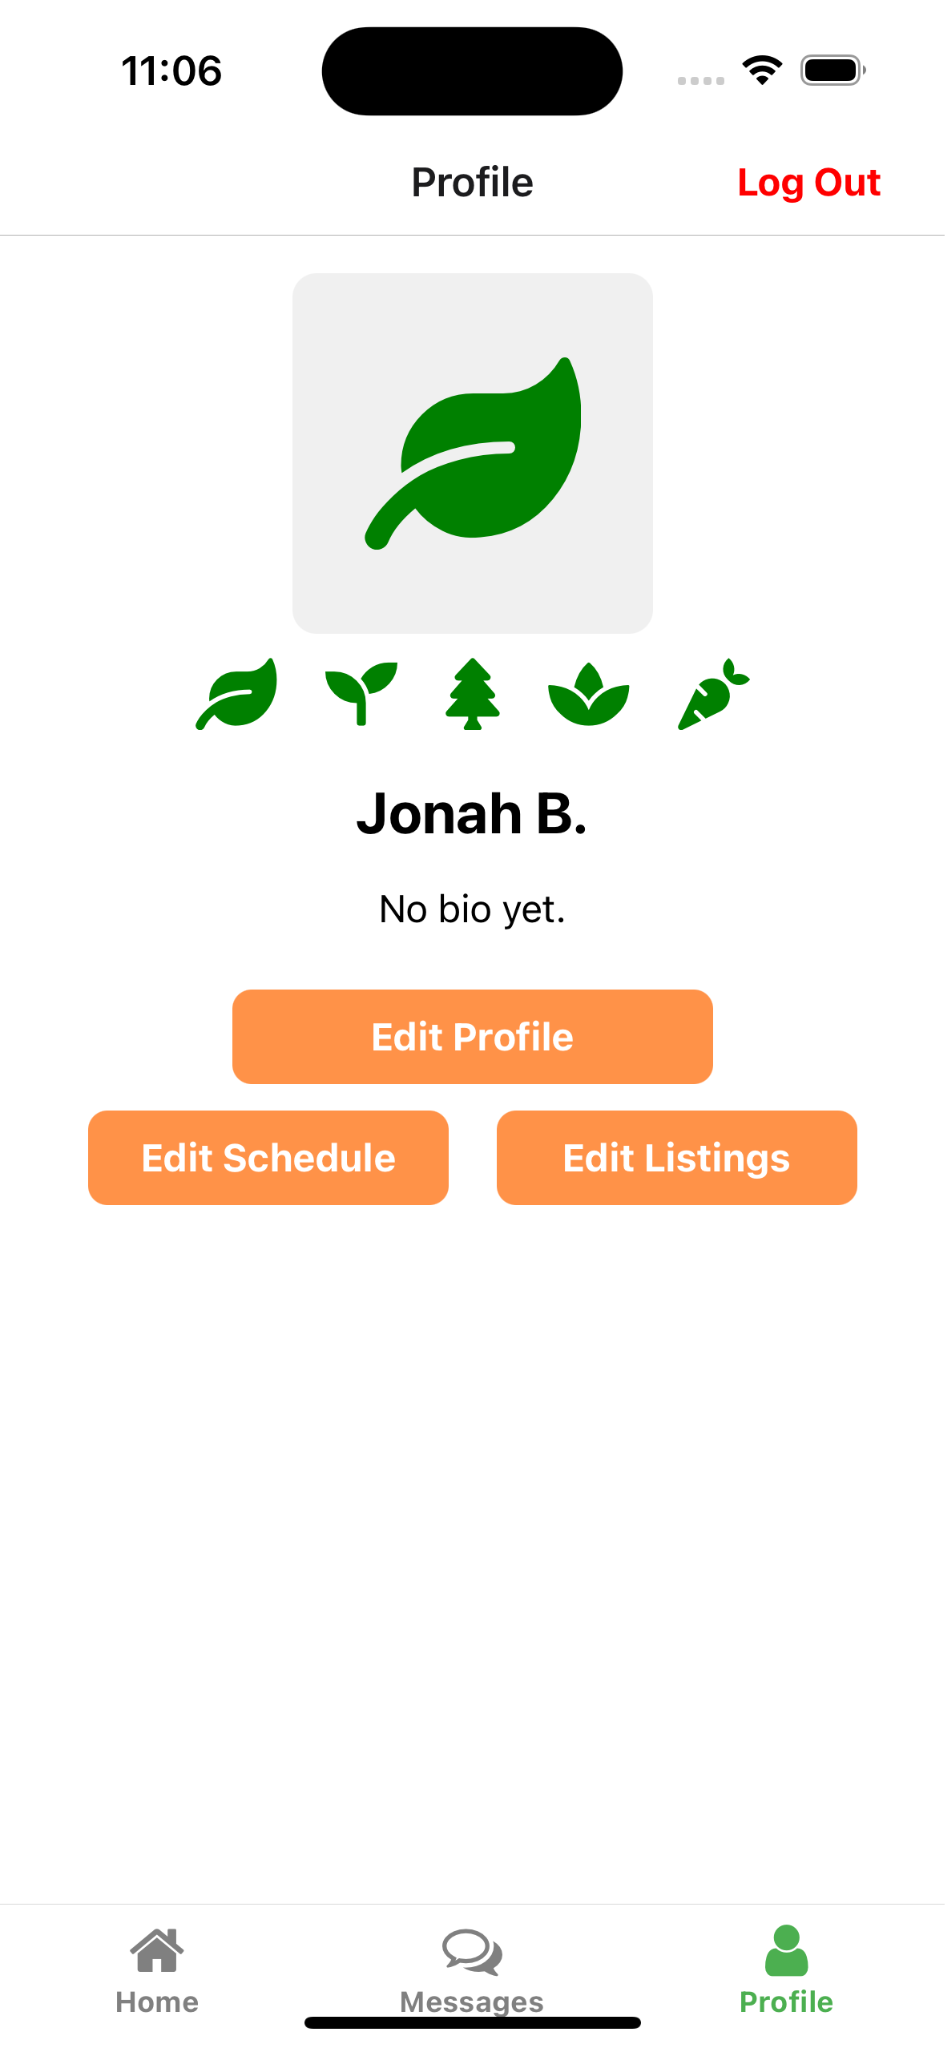 11:06
Profile
Log Out
Jonah B.
No bio yet.
Edit Profile
Edit Schedule
Edit Listings
Home
Messages
Profile